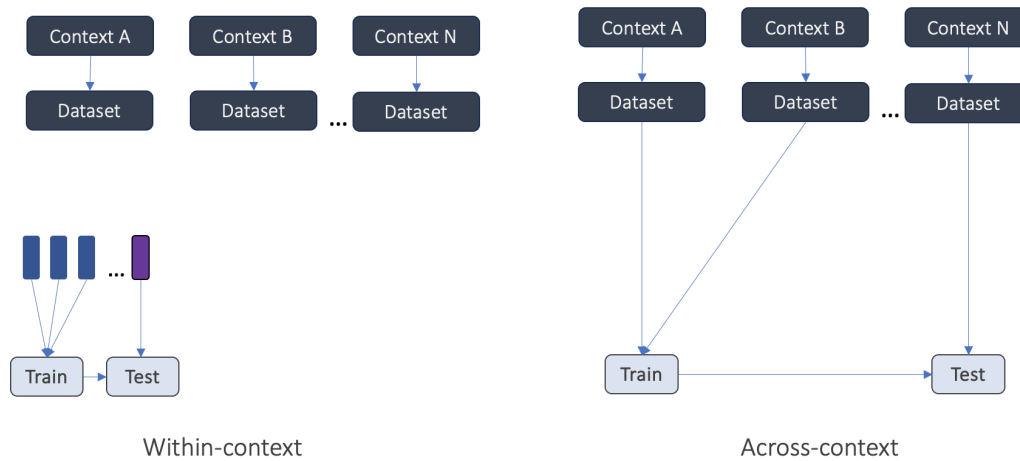 Context A
Context B
Context N
Dataset
Dataset
...
Dataset
...
Train
Test
Within-context
Context A
Context B
Context N
Dataset
Dataset
...
Dataset
Train
Test
Across-context